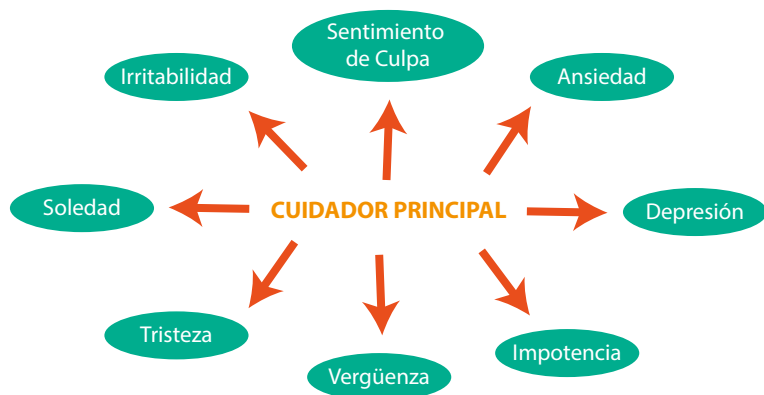 Sentimiento
de Culpa
Irritabilidad
Ansiedad
Soledad
CUIDADOR PRINCIPAL
Depresión
Tristeza
Vergüenza
Impotencia